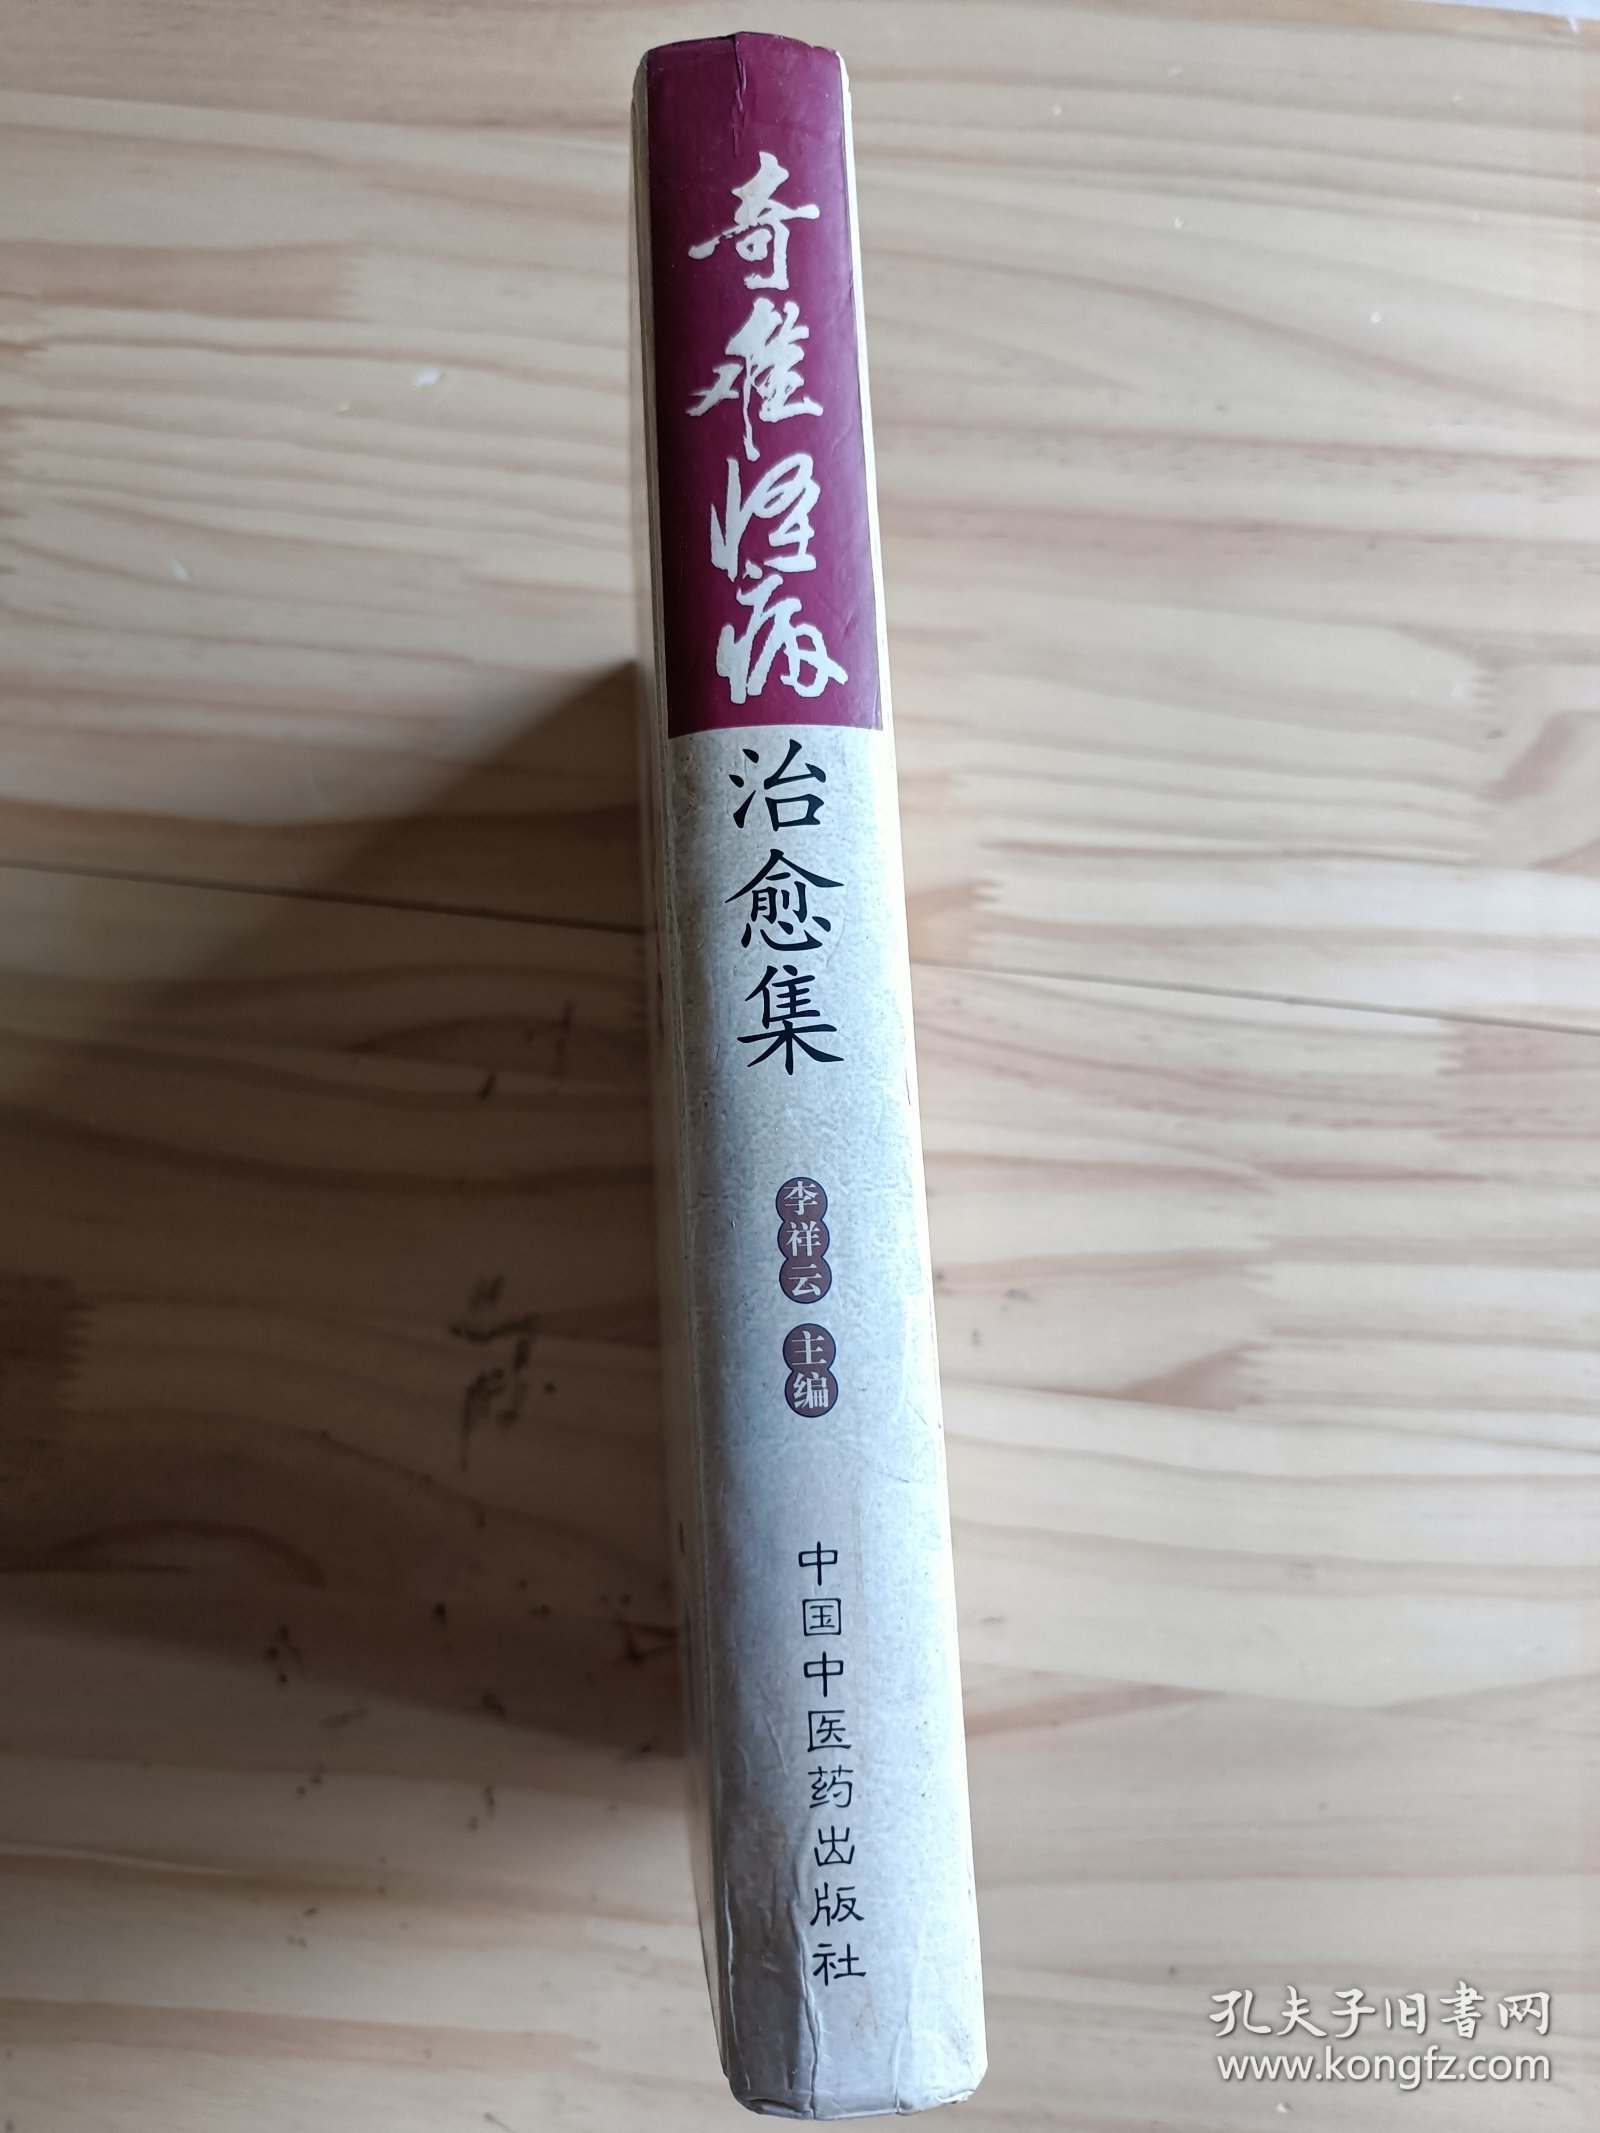 奇难怪病
治愈集
李祥云
主编
中国中医药出版社
孔夫子旧书网
www.kongfz.com